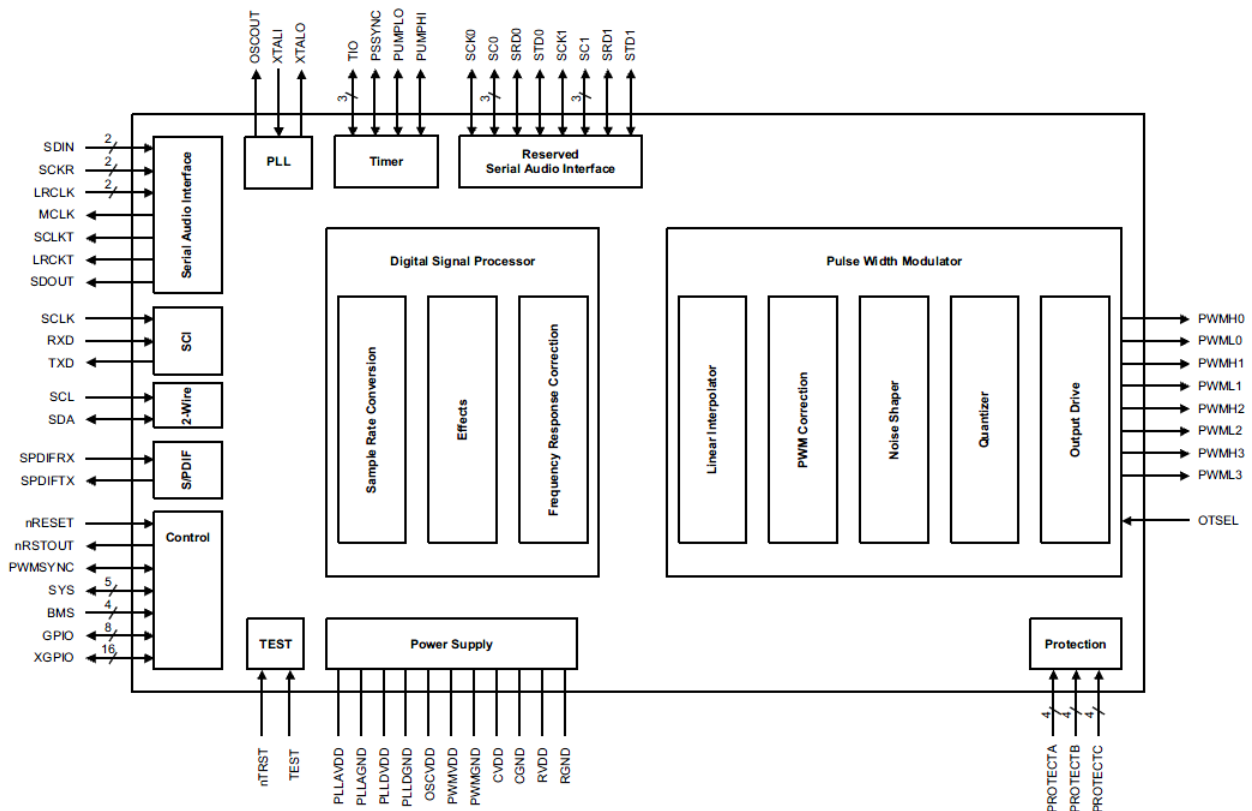 OSCOUT
XTALI
XTALO
TIO
PSSYNC
PUMPLO
PUMPHI
SCK0
SC0
SRD0
STD0
SCK1
SC1
SRD1
STD1
3
3
3
SDIN
2
SCKR
2
LRCLK
2
MCLK
SCLKT
LRCKT
SDOUT
Serial Audio Interface
PLL
Timer
Reserved
Serial Audio Interface
SCLK
RXD
TXD
SCI
SCL
SDA
2-Wire
SPDIFRX
SPDIFTX
S/PDIF
nRESET
nRSTOUT
PWMSYNC
SYS
5
BMS
4
GPIO
8
XGPIO
16
Control
Digital Signal Processor
Sample Rate Conversion
Effects
Frequency Response Correction
Pulse Width Modulator
Linear Interpolator
PWM Correction
Noise Shaper
Quantizer
Output Drive
PWMH0
PWML0
PWMH1
PWML1
PWMH2
PWML2
PWMH3
PWML3
OTSEL
TEST
Power Supply
Protection
nTRST
TEST
PLLAVDD
PLLAGND
PLLDVDD
PLLDGND
OSCVDD
PWMVDD
PWMGND
CVDD
CGND
RVDD
RGND
4
4
4
PROTECTA
PROTECTB
PROTECTC